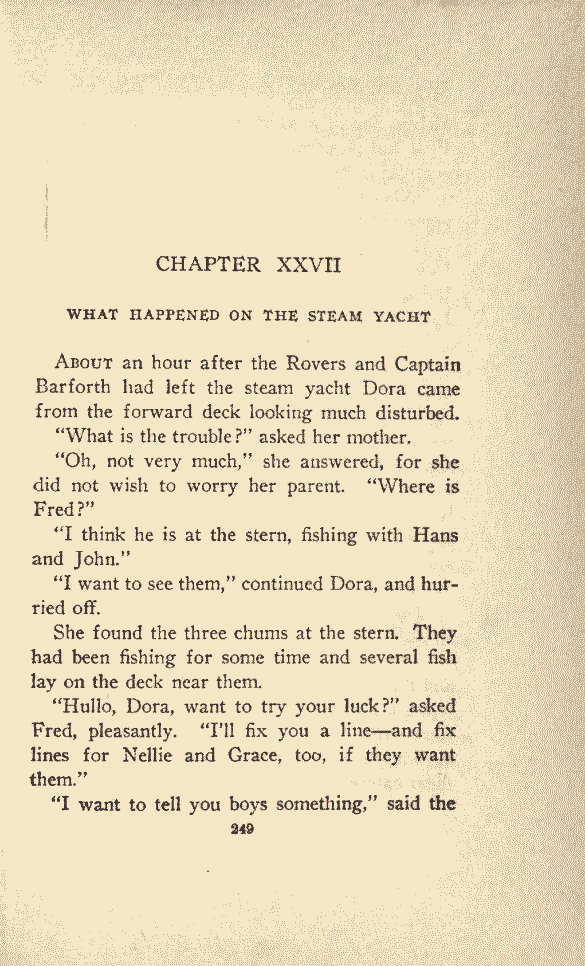 CHAPTER XXVII
WHAT HAPPENED ON THE STEAM YACHT
ABOUT an hour after the Rovers and Captain
Barforth had left the steam yacht Dora came
from the forward deck looking much disturbed.
“What is the trouble?” asked her mother.
“Oh, not very much,” she answered, for she
did not wish to worry her parent. “Where is
Fred?”
“I think he is at the stern, fishing with Hans
and John.”
“I want to see them,” continued Dora, and hur-
ried off.
She found the three chums at the stern. They
had been fishing for some time and several fish
lay on the deck near them.
“Hullo, Dora, want to try your luck?” asked
Fred, pleasantly. “I'll fix you a line—and fix
lines for Nellie and Grace, too, if they want
them.”
“I want to tell you boys something,” said the
249